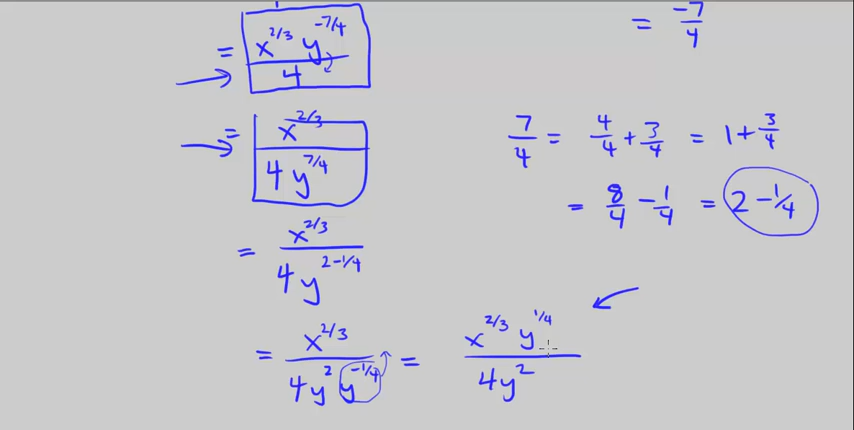 = x^{2/3} y^{-7/4} / 4
= x^{2/3} / 4 y^{7/4}
= x^{2/3} / 4 y^{2-1/4}
= x^{2/3} / 4y^{2} y^{-1/4} = x^{2/3} y^{1/4} / 4y^{2}
= -7/4
7/4 = 4/4 + 3/4 = 1 + 3/4
= 8/4 - 1/4 = 2 - 1/4